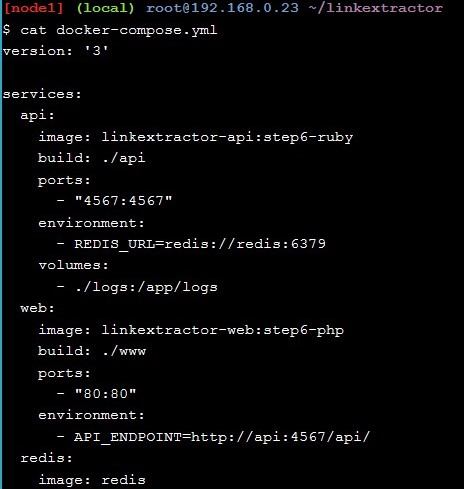 [node1] (local) root@192.168.0.23 ~/linkextractor
$ cat docker-compose.yml
version: '3'

services:
  api:
    image: linkextractor-api:step6-ruby
    build: ./api
    ports:
      - "4567:4567"
    environment:
      - REDIS_URL=redis://redis:6379
    volumes:
      - ./logs:/app/logs
  web:
    image: linkextractor-web:step6-php
    build: ./www
    ports:
      - "80:80"
    environment:
      - API_ENDPOINT=http://api:4567/api/
  redis:
    image: redis